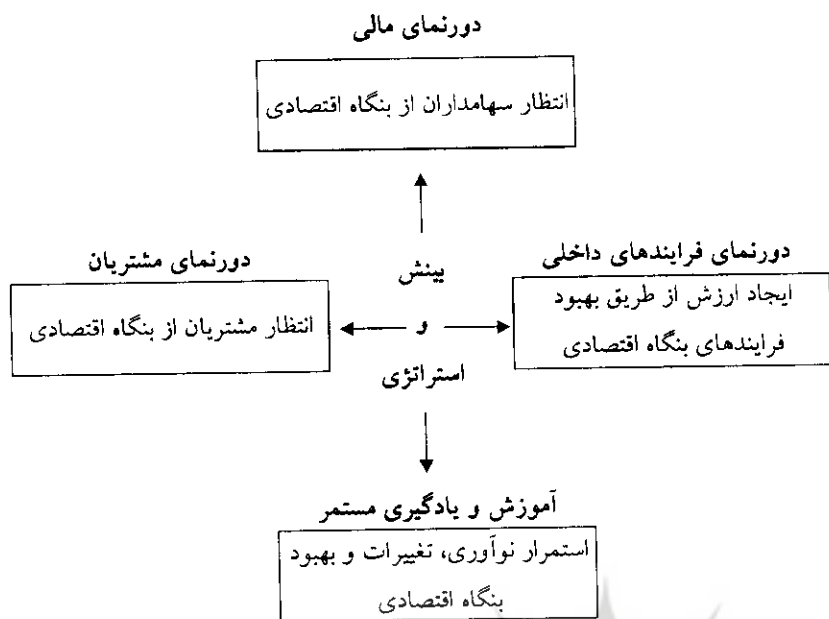 دورنمای مالی
انتظار سهامداران از بنگاه اقتصادی
دورنمای فرایندهای داخلی
ایجاد ارزش از طریق بهبود
فرایندهای بنگاه اقتصادی
بینش
و
استراتژی
دورنمای مشتریان
انتظار مشتریان از بنگاه اقتصادی
آموزش و یادگیری مستمر
استمرار نوآوری، تغییرات و بهبود
بنگاه اقتصادی